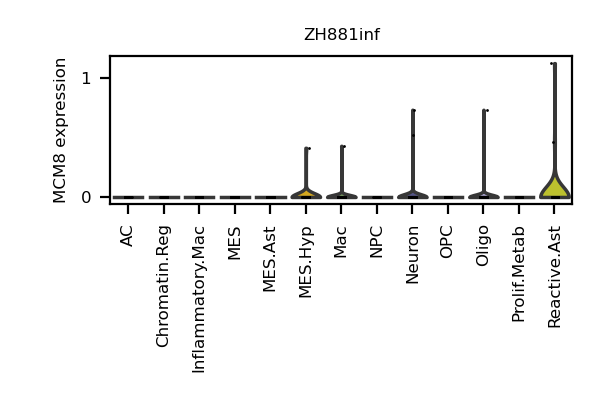 ZH881inf
MCM8 expression
1
0
AC
Chromatin.Reg
Inflammatory.Mac
MES
MES.Ast
MES.Hyp
Mac
NPC
Neuron
OPC
Oligo
Prolif.Metab
Reactive.Ast